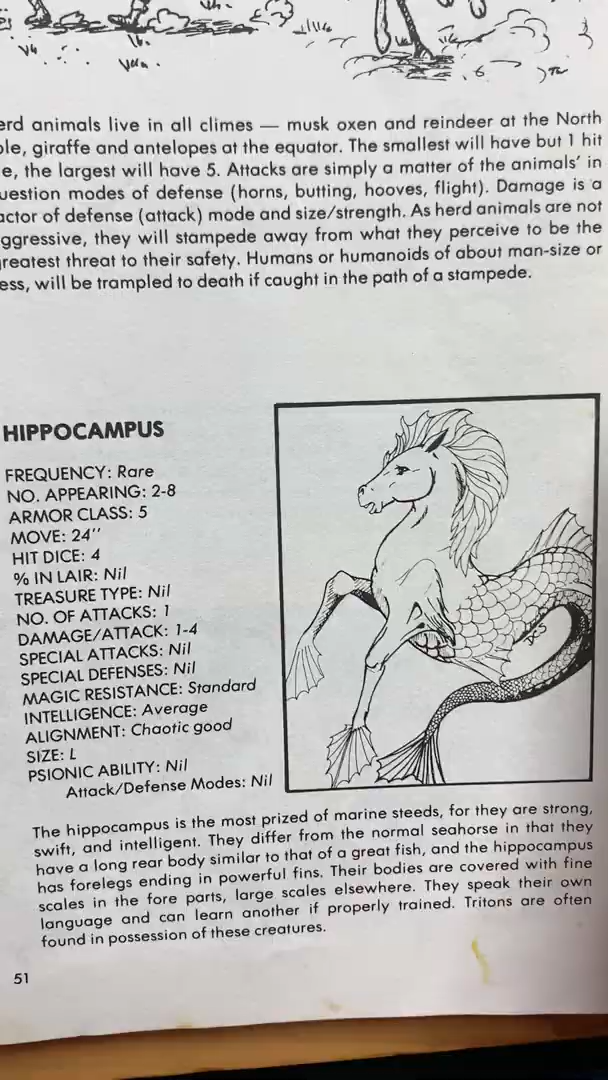 erd animals live in all climes — musk oxen and reindeer at the North
ole, giraffe and antelopes at the equator. The smallest will have but 1 hit
e, the largest will have 5. Attacks are simply a matter of the animals' in
uestion modes of defense (horns, butting, hooves, flight). Damage is a
actor of defense (attack) mode and size/strength. As herd animals are not
ggressive, they will stampede away from what they perceive to be the
reatest threat to their safety. Humans or humanoids of about man-size or
ess, will be trampled to death if caught in the path of a stampede.
HIPPOCAMPUS
FREQUENCY: Rare
NO. APPEARING: 2-8
ARMOR CLASS: 5
MOVE: 24"
HIT DICE: 4
% IN LAIR: Nil
TREASURE TYPE: Nil
NO. OF ATTACKS: 1
DAMAGE/ATTACK: 1-4
SPECIAL ATTACKS: Nil
SPECIAL DEFENSES: Nil
MAGIC RESISTANCE: Standard
INTELLIGENCE: Average
ALIGNMENT: Chaotic good
SIZE: L
PSIONIC ABILITY: Nil
Attack/Defense Modes: Nil
DCS
The hippocampus is the most prized of marine steeds, for they are strong,
swift, and intelligent. They differ from the normal seahorse in that they
have a long rear body similar to that of a great fish, and the hippocampus
has forelegs ending in powerful fins. Their bodies are covered with fine
scales in the fore parts, large scales elsewhere. They speak their own
language and can learn another if properly trained. Tritons are often
found in possession of these creatures.
51